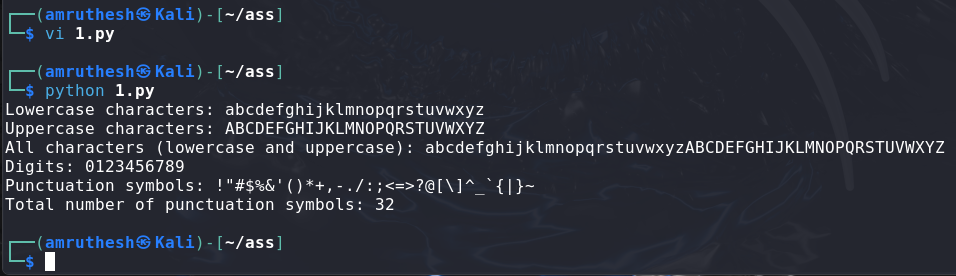 ┌──(amruthesh㉿Kali)-[~/ass]
└─$ vi 1.py
┌──(amruthesh㉿Kali)-[~/ass]
└─$ python 1.py
Lowercase characters: abcdefghijklmnopqrstuvwxyz
Uppercase characters: ABCDEFGHIJKLMNOPQRSTUVWXYZ
All characters (lowercase and uppercase): abcdefghijklmnopqrstuvwxyzABCDEFGHIJKLMNOPQRSTUVWXYZ
Digits: 0123456789
Punctuation symbols: !"#$%&'()*+,-./:;<=>?@[\]^_`{|}~
Total number of punctuation symbols: 32
┌──(amruthesh㉿Kali)-[~/ass]
└─$